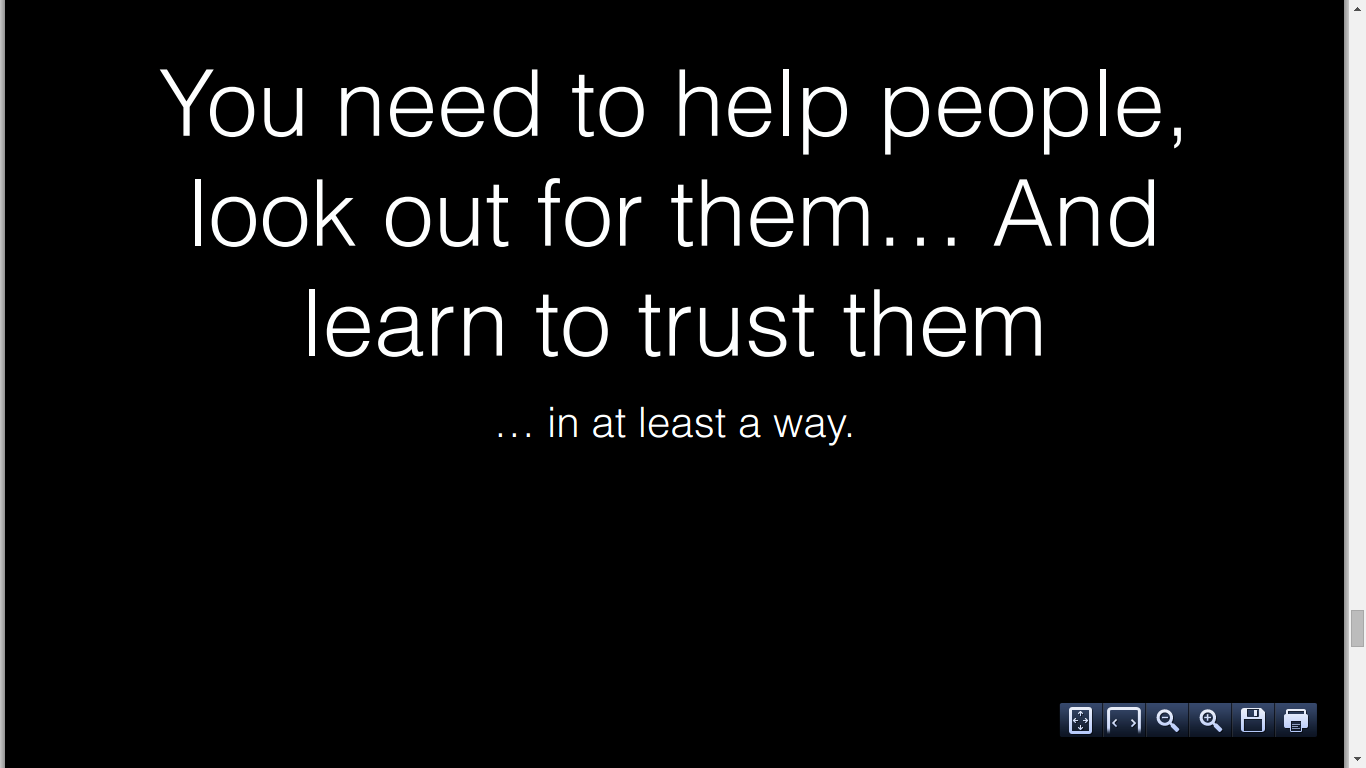 You need to help people,
look out for them… And
learn to trust them
… in at least a way.